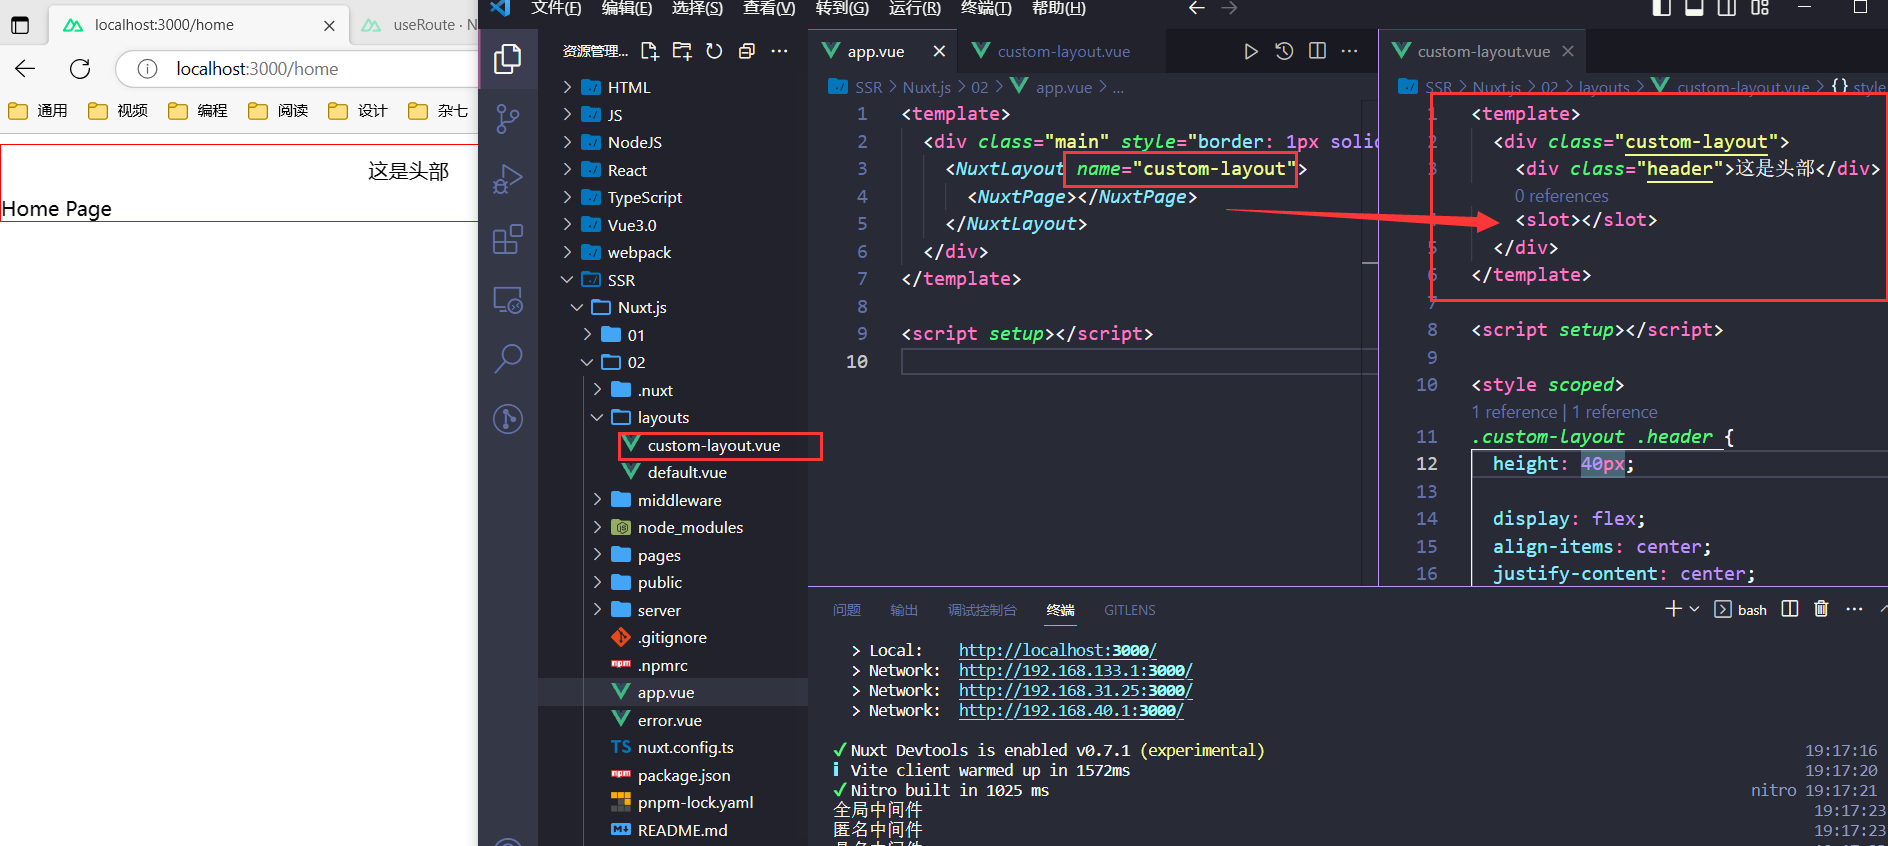 localhost:3000/home
useRoute · N
localhost:3000/home
通用
视频
编程
阅读
设计
杂七
这是头部
Home Page
文件(F) 编辑(E) 选择(S) 查看(V) 转到(G) 运行(R) 终端(T) 帮助(H)
资源管理...
HTML
JS
NodeJS
React
TypeScript
Vue3.0
webpack
SSR
Nuxt.js
01
02
.nuxt
layouts
custom-layout.vue
default.vue
middleware
node_modules
pages
public
server
.gitignore
.npmrc
app.vue
error.vue
TS nuxt.config.ts
package.json
pnpm-lock.yaml
README.md
app.vue
custom-layout.vue
SSR > Nuxt.js > 02 > app.vue > ...
1 <template>
2 <div class="main" style="border: 1px solid
3 <NuxtLayout name="custom-layout">
4 <NuxtPage></NuxtPage>
5 </NuxtLayout>
6 </div>
7 </template>
8
9 <script setup></script>
10
custom-layout.vue
SSR > Nuxt.js > 02 > layouts > custom-layout.vue > {} style
1 <template>
2 <div class="custom-layout">
3 <div class="header">这是头部</div>
0 references
<slot></slot>
5 </div>
6 </template>
7
8 <script setup></script>
9
10 <style scoped>
1 reference | 1 reference
11 .custom-layout .header {
12 height: 40px;
13
14 display: flex;
15 align-items: center;
16 justify-content: center;
问题 输出 调试控制台 终端 GITLENS
bash
> Local: http://localhost:3000/
> Network: http://192.168.133.1:3000/
> Network: http://192.168.31.25:3000/
> Network: http://192.168.40.1:3000/
✓ Nuxt Devtools is enabled v0.7.1 (experimental) 19:17:16
i Vite client warmed up in 1572ms 19:17:20
✓ Nitro built in 1025 ms nitro 19:17:21
全局中间件 19:17:23
匿名中间件 19:17:23